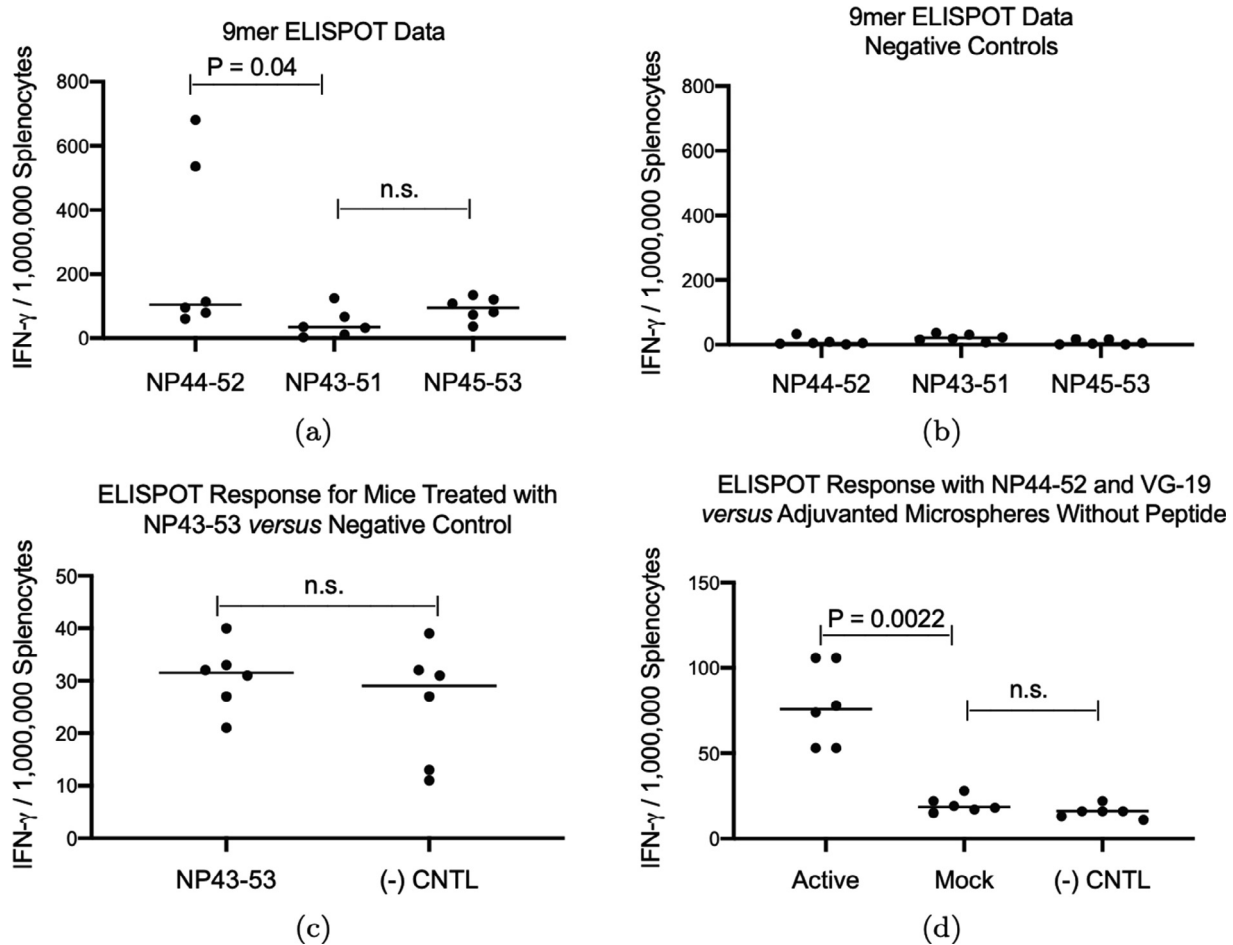 9mer ELISPOT Data
IFN-γ / 1,000,000 Splenocytes
800
600
400
200
0
P = 0.04
n.s.
NP44-52 NP43-51 NP45-53
(a)
9mer ELISPOT Data
Negative Controls
IFN-γ / 1,000,000 Splenocytes
800
600
400
200
0
NP44-52 NP43-51 NP45-53
(b)
ELISPOT Response for Mice Treated with
NP43-53 versus Negative Control
IFN-γ / 1,000,000 Splenocytes
50
40
30
20
10
0
n.s.
NP43-53 (-) CNTL
(c)
ELISPOT Response with NP44-52 and VG-19
versus Adjuvanted Microspheres Without Peptide
IFN-γ / 1,000,000 Splenocytes
150
100
50
0
P = 0.0022
n.s.
Active Mock (-) CNTL
(d)